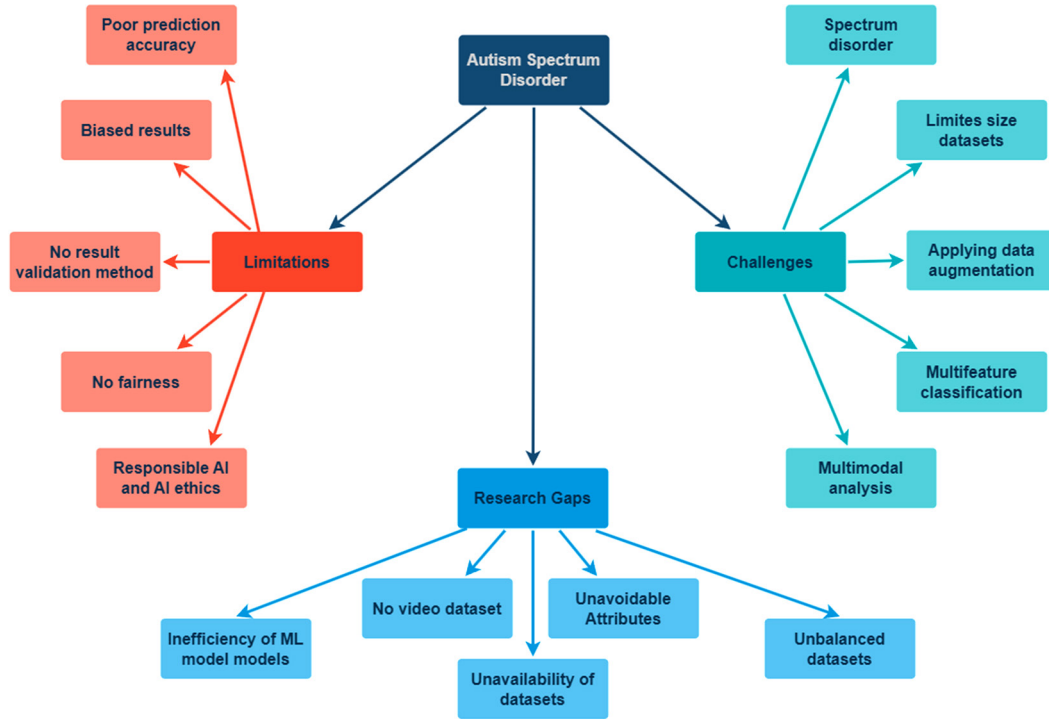 Poor prediction
accuracy
Autism Spectrum
Disorder
Spectrum
disorder
Biased results
Limites size
datasets
No result
validation method
Limitations
Challenges
Applying data
augmentation
No fairness
Multifeature
classification
Responsible AI
and AI ethics
Multimodal
analysis
Research Gaps
Inefficiency of ML
model models
No video dataset
Unavailability of
datasets
Unavoidable
Attributes
Unbalanced
datasets